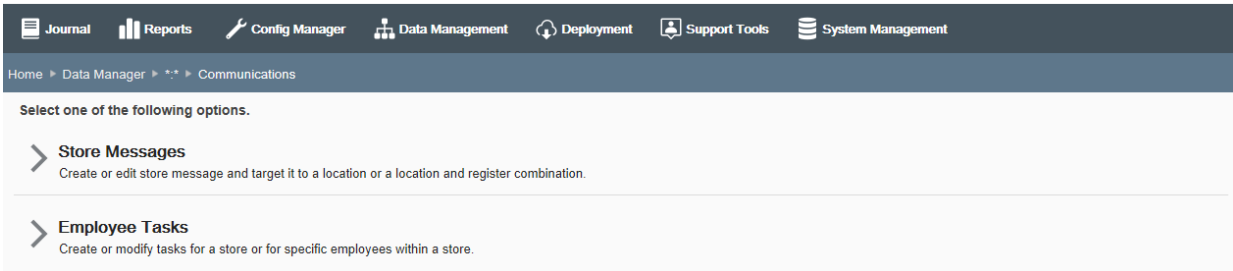 Journal Reports Config Manager Data Management Deployment Support Tools System Management
Home ▸ Data Manager ▸ *:* ▸ Communications
Select one of the following options.
Store Messages
Create or edit store message and target it to a location or a location and register combination.
Employee Tasks
Create or modify tasks for a store or for specific employees within a store.